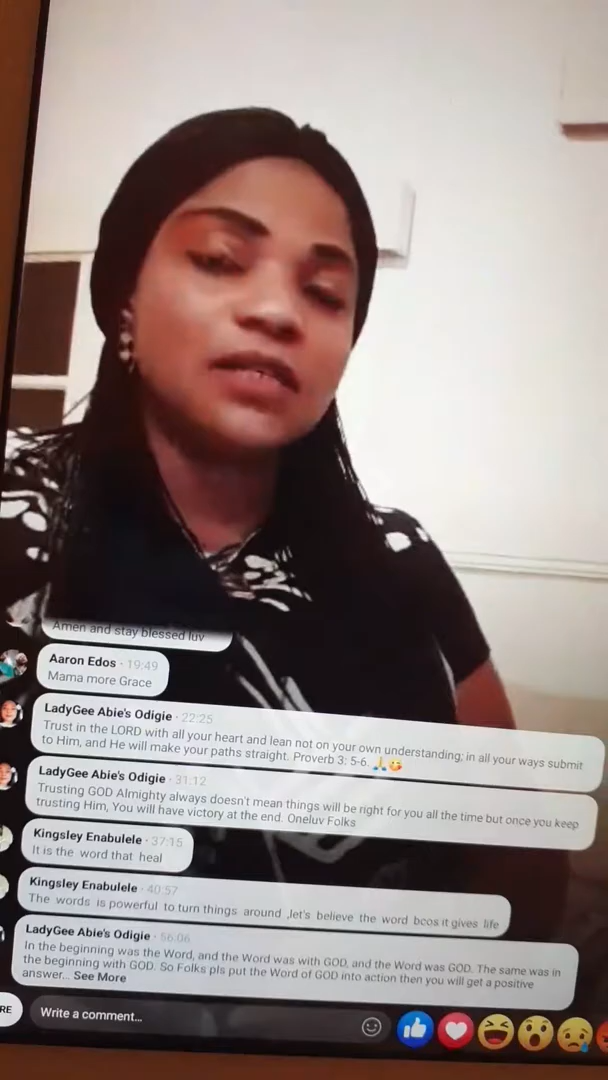 Amen and stay blessed luv
Aaron Edos · 19:49
Mama more Grace
LadyGee Abie's Odigie · 22:25
Trust in the LORD with all your heart and lean not on your own understanding; in all your ways submit
to Him, and He will make your paths straight. Proverb 3: 5-6. 🙏😘
LadyGee Abie's Odigie · 31:12
Trusting GOD Almighty always doesn't mean things will be right for you all the time but once you keep
trusting Him, You will have victory at the end. Oneluv Folks
Kingsley Enabulele · 37:15
It is the word that heal
Kingsley Enabulele · 40:57
The words is powerful to turn things around ,let's believe the word bcos it gives life
LadyGee Abie's Odigie · 56:06
In the beginning was the Word, and the Word was with GOD, and the Word was GOD. The same was in
the beginning with GOD. So Folks pls put the Word of GOD into action then you will get a positive
answer... See More
RE
Write a comment...